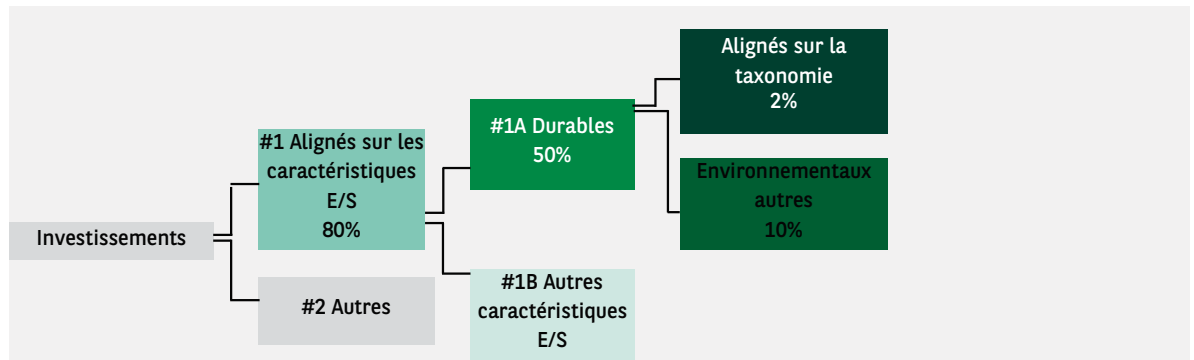 Investissements
#1 Alignés sur les
caractéristiques
E/S
80%
#2 Autres
#1A Durables
50%
#1B Autres
caractéristiques
E/S
Alignés sur la
taxonomie
2%
Environnementaux
autres
10%